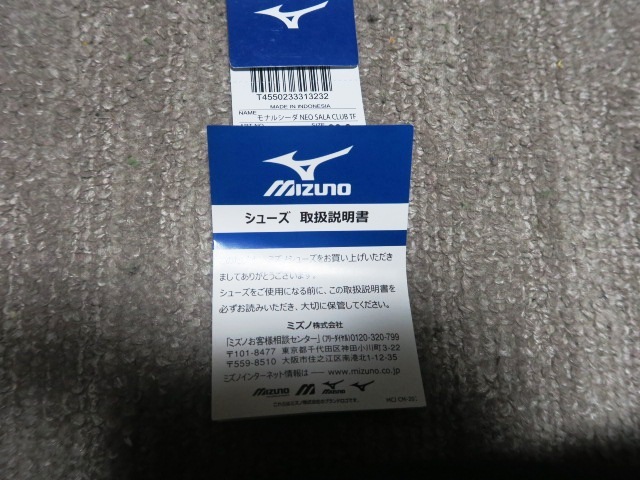 T4550233313232
MADE IN INDONESIA
NAME モナルシーダ NEO SALA CLUB TF
MIZUNO
シューズ 取扱説明書
シューズをお買い上げいただき
ましてありがとうございます。
シューズをご使用になる前に、この取扱説明書を
必ずお読みいただき、大切に保管してください。
ミズノ株式会社
「ミズノお客様相談センター」(フリーダイヤル)0120-320-799
〒101-8477 東京都千代田区神田小川町3-22
〒559-8510 大阪市住之江区南港北1-12-35
ミズノインターネット情報は www.mizuno.co.jp